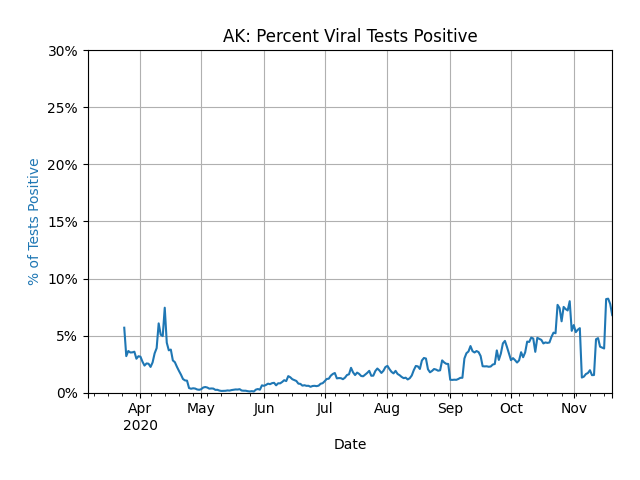 AK: Percent Viral Tests Positive
30%
25%
20%
15%
10%
5%
0%
% of Tests Positive
Apr May Jun Jul Aug Sep Oct Nov
2020
Date